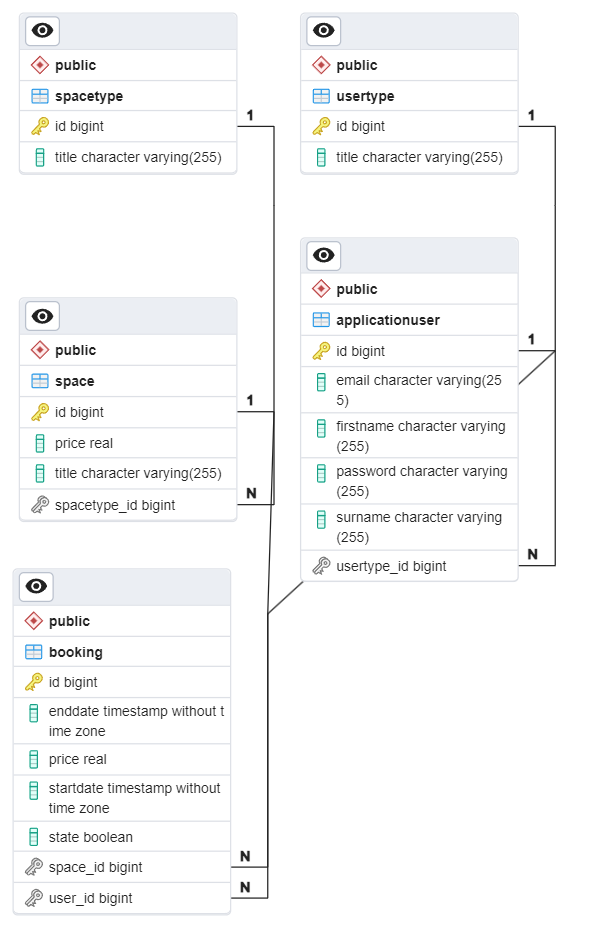 public
spacetype
id bigint
title character varying(255)
1
public
usertype
id bigint
title character varying(255)
1
public
space
id bigint
price real
title character varying(255)
spacetype_id bigint
1
N
public
applicationuser
id bigint
email character varying(25
5)
firstname character varying
(255)
password character varying
(255)
surname character varying
(255)
usertype_id bigint
1
N
public
booking
id bigint
enddate timestamp without t
ime zone
price real
startdate timestamp without
time zone
state boolean
space_id bigint
user_id bigint
N
N